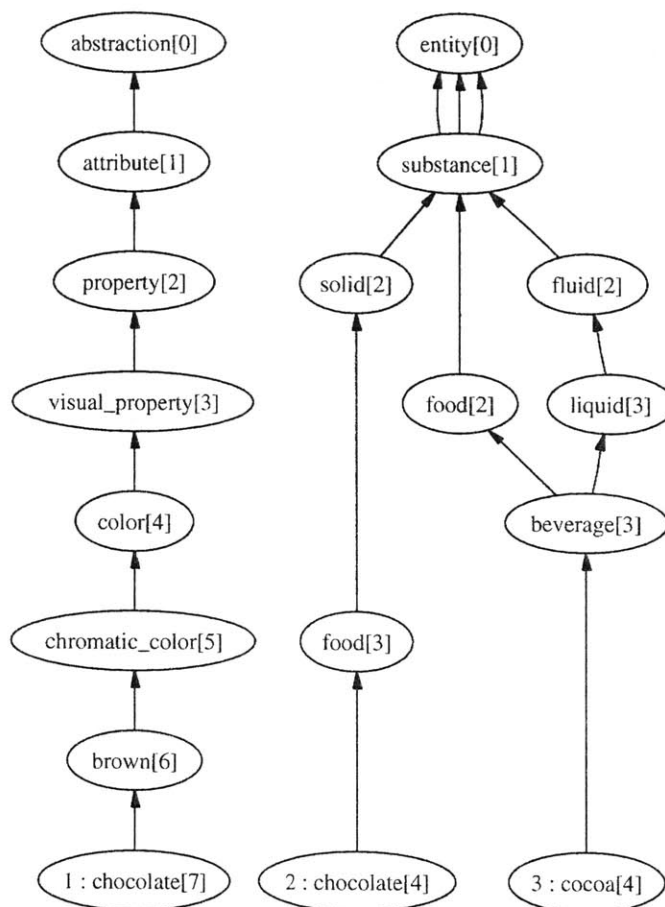 abstraction[0]
entity[0]
attribute[1]
substance[1]
property[2]
solid[2]
fluid[2]
visual_property[3]
food[2]
liquid[3]
color[4]
beverage[3]
chromatic_color[5]
food[3]
brown[6]
1 : chocolate[7]
2 : chocolate[4]
3 : cocoa[4]